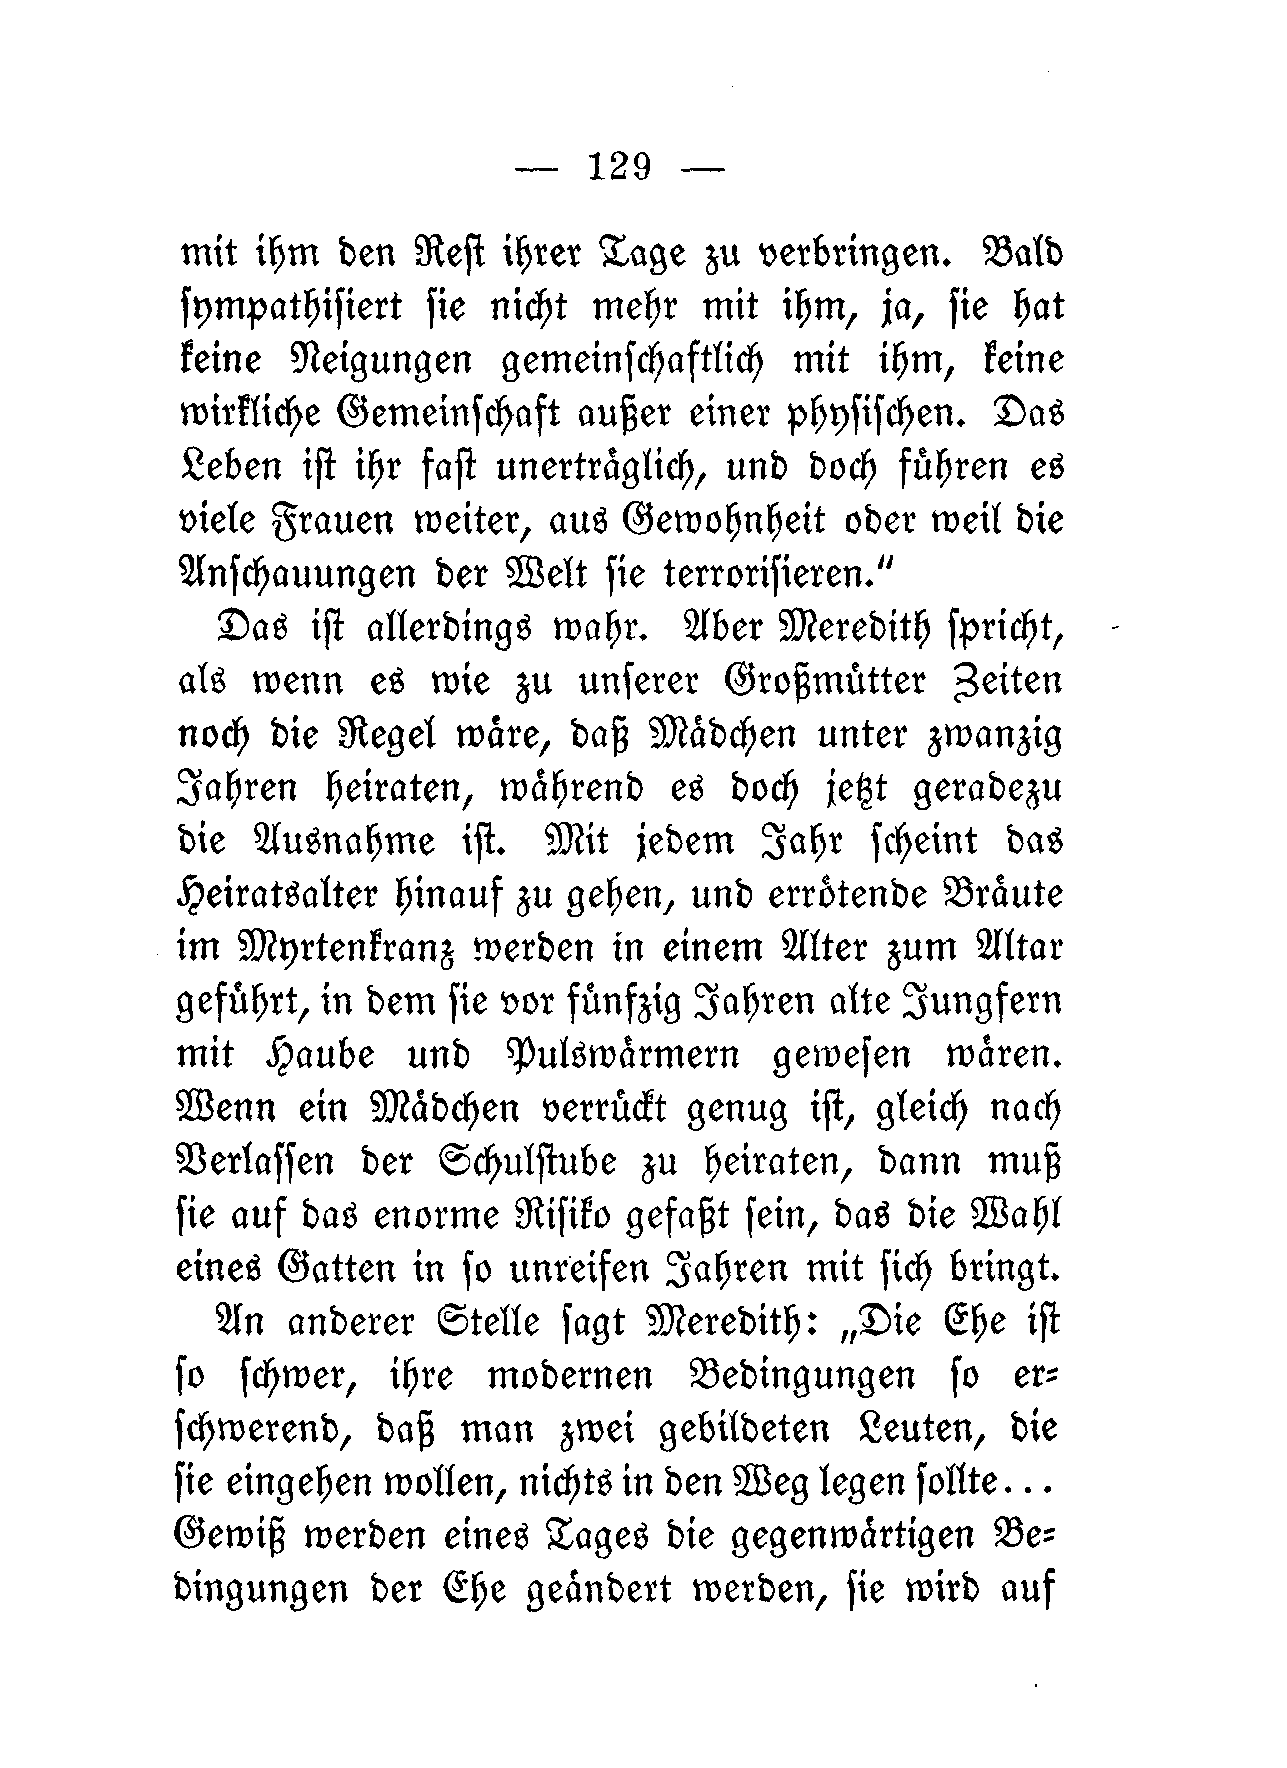 — 129 —
mit ihm den Rest ihrer Tage zu verbringen. Bald
sympathisiert sie nicht mehr mit ihm, ja, sie hat
keine Neigungen gemeinschaftlich mit ihm, keine
wirkliche Gemeinschaft außer einer physischen. Das
Leben ist ihr fast unerträglich, und doch führen es
viele Frauen weiter, aus Gewohnheit oder weil die
Anschauungen der Welt sie terrorisieren."
Das ist allerdings wahr. Aber Meredith spricht,
als wenn es wie zu unserer Großmütter Zeiten
noch die Regel wäre, daß Mädchen unter zwanzig
Jahren heiraten, während es doch jetzt geradezu
die Ausnahme ist. Mit jedem Jahr scheint das
Heiratsalter hinauf zu gehen, und errötende Bräute
im Myrtenkranz werden in einem Alter zum Altar
geführt, in dem sie vor fünfzig Jahren alte Jungfern
mit Haube und Pulswärmern gewesen wären.
Wenn ein Mädchen verrückt genug ist, gleich nach
Verlassen der Schulstube zu heiraten, dann muß
sie auf das enorme Risiko gefaßt sein, das die Wahl
eines Gatten in so unreifen Jahren mit sich bringt.
An anderer Stelle sagt Meredith: „Die Ehe ist
so schwer, ihre modernen Bedingungen so er-
schwerend, daß man zwei gebildeten Leuten, die
sie eingehen wollen, nichts in den Weg legen sollte...
Gewiß werden eines Tages die gegenwärtigen Be-
dingungen der Ehe geändert werden, sie wird auf